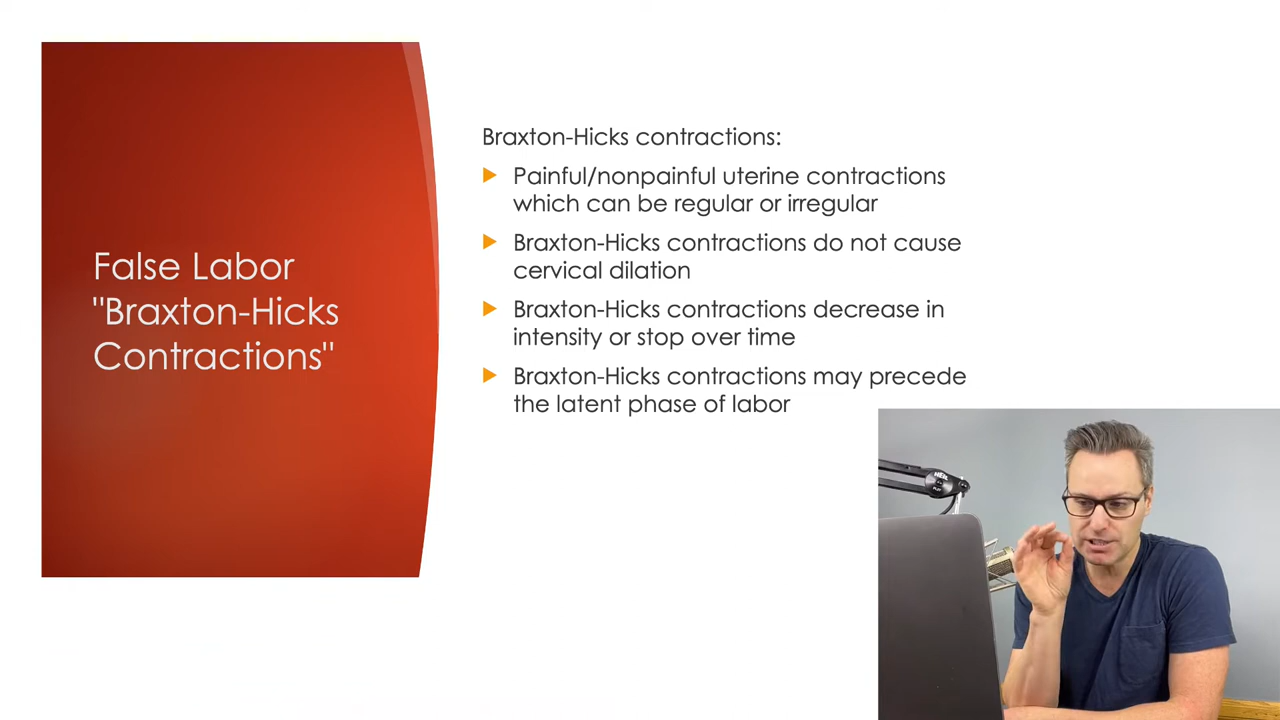 False Labor
"Braxton-Hicks
Contractions"
Braxton-Hicks contractions:
Painful/nonpainful uterine contractions
which can be regular or irregular
Braxton-Hicks contractions do not cause
cervical dilation
Braxton-Hicks contractions decrease in
intensity or stop over time
Braxton-Hicks contractions may precede
the latent phase of labor